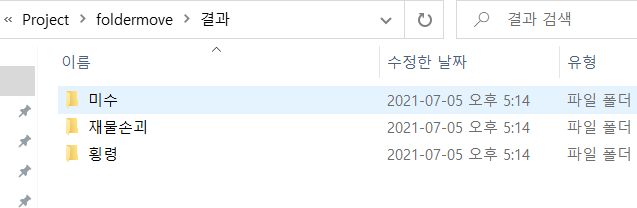 « Project › foldermove › 결과
결과 검색
이름 수정한 날짜 유형
미수 2021-07-05 오후 5:14 파일 폴더
재물손괴 2021-07-05 오후 5:14 파일 폴더
횡령 2021-07-05 오후 5:14 파일 폴더